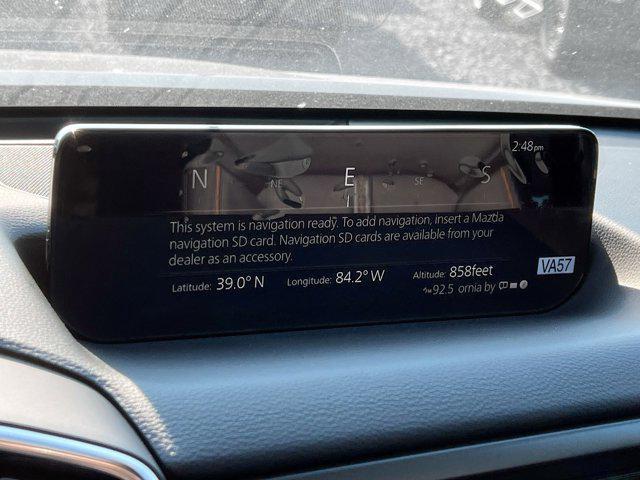 2:48pm
N NE E SE S
This system is navigation ready. To add navigation, insert a Mazda
navigation SD card. Navigation SD cards are available from your
dealer as an accessory.
Latitude: 39.0° N Longitude: 84.2° W Altitude: 858feet
VA57
92.5 ornia by